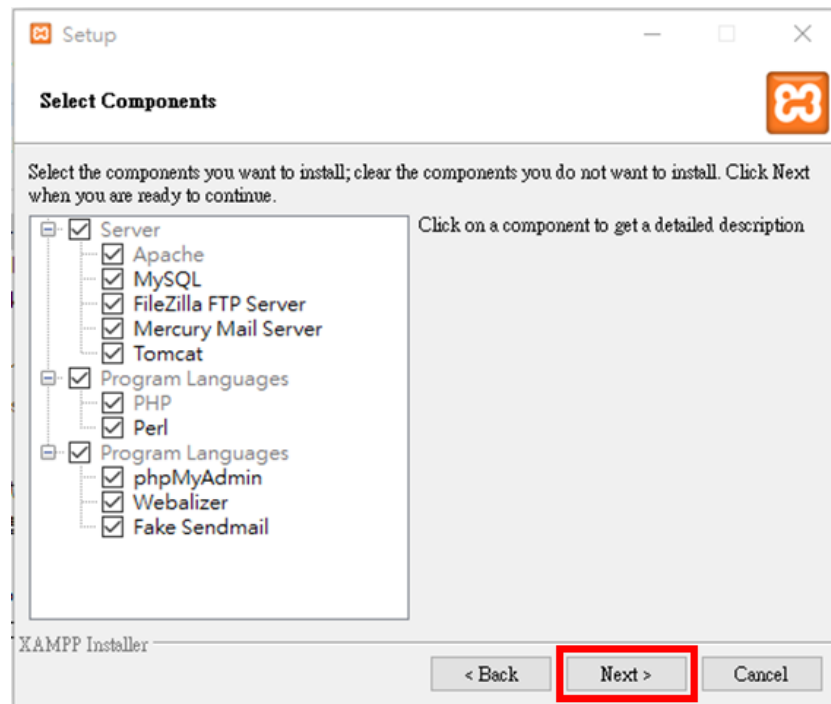 Setup
Select Components
Select the components you want to install; clear the components you do not want to install. Click Next
when you are ready to continue.
Server
Apache
MySQL
FileZilla FTP Server
Mercury Mail Server
Tomcat
Program Languages
PHP
Perl
Program Languages
phpMyAdmin
Webalizer
Fake Sendmail
Click on a component to get a detailed description
XAMPP Installer
< Back
Next >
Cancel